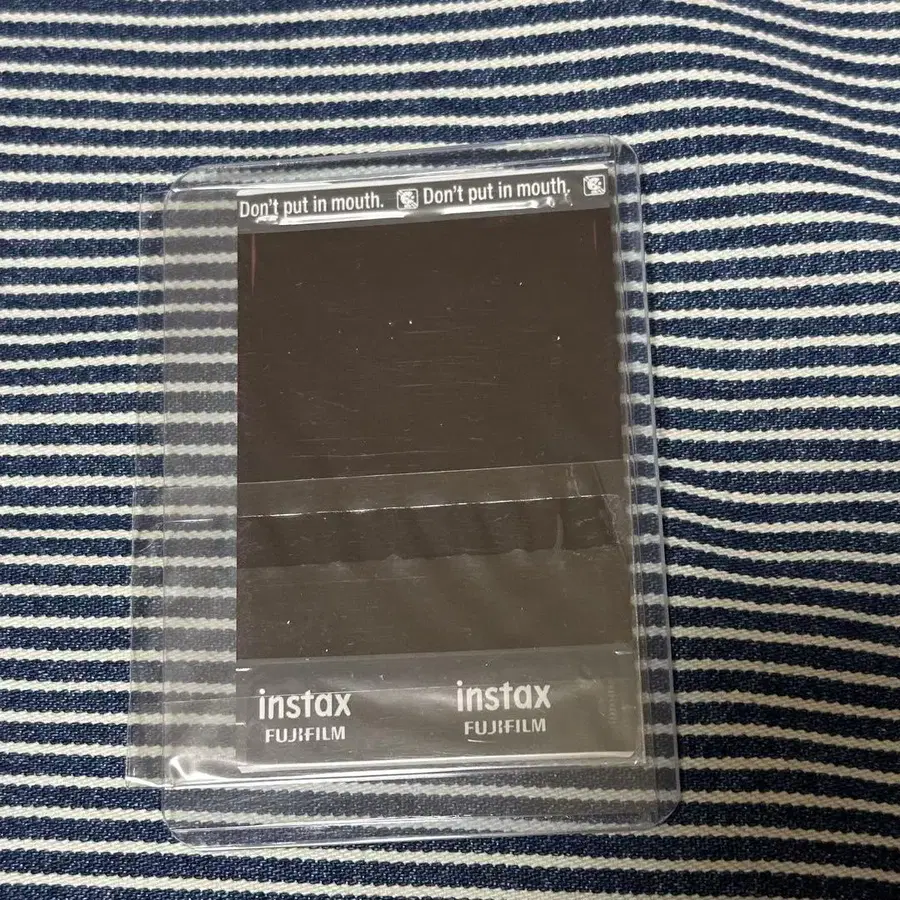 Don't put in mouth. Don't put in mouth.
instax instax
FUJIFILM FUJIFILM